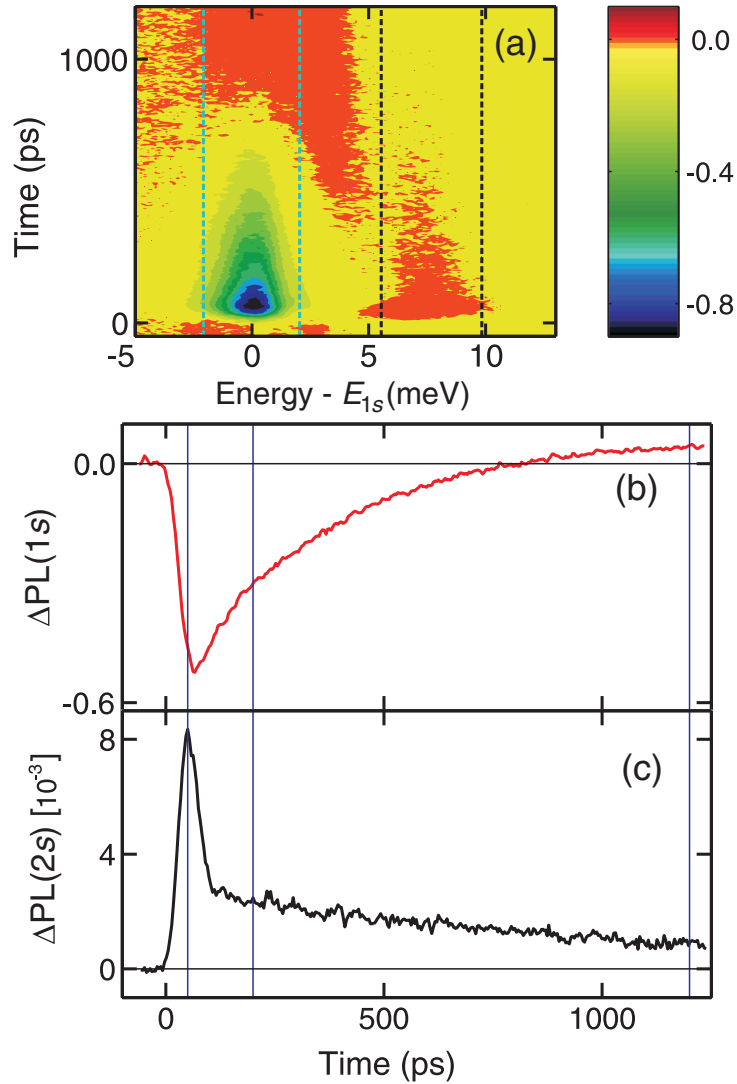 (a)
1000
0
Time (ps)
-5
0
5
10
Energy - E1s(meV)
0.0
-0.4
-0.8
(b)
0.0
-0.6
ΔPL(1s)
(c)
8
4
0
ΔPL(2s) [10-3]
0
500
1000
Time (ps)